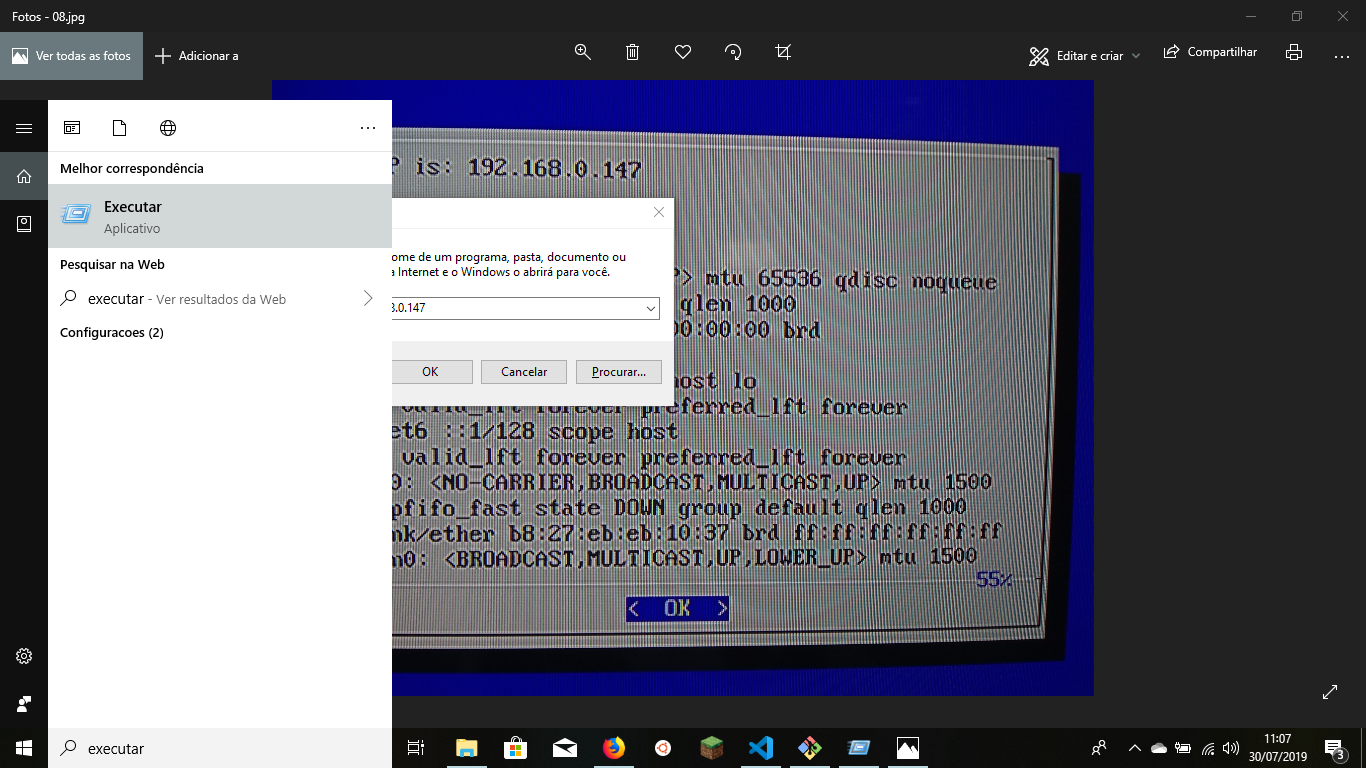 Fotos - 08.jpg
Ver todas as fotos
Adicionar a
Editar e criar
Compartilhar
Melhor correspondência
Executar
Aplicativo
Pesquisar na Web
executar - Ver resultados da Web
Configuracoes (2)
is: 192.168.0.147
ome de um programa, pasta, documento ou
a Internet e o Windows o abrirá para você.
.0.147
OK
Cancelar
Procurar...
> mtu 65536 qdisc noqueue
qlen 1000
00:00:00 brd
host lo
valid_lft forever preferred_lft forever
et6 ::1/128 scope host
valid_lft forever preferred_lft forever
0: <NO-CARRIER,BROADCAST,MULTICAST,UP> mtu 1500
pfifo_fast state DOWN group default qlen 1000
nk/ether b8:27:eb:eb:10:37 brd ff:ff:ff:ff:ff:ff
n0: <BROADCAST,MULTICAST,UP,LOWER_UP> mtu 1500
55%
< OK >
executar
11:07
30/07/2019
3